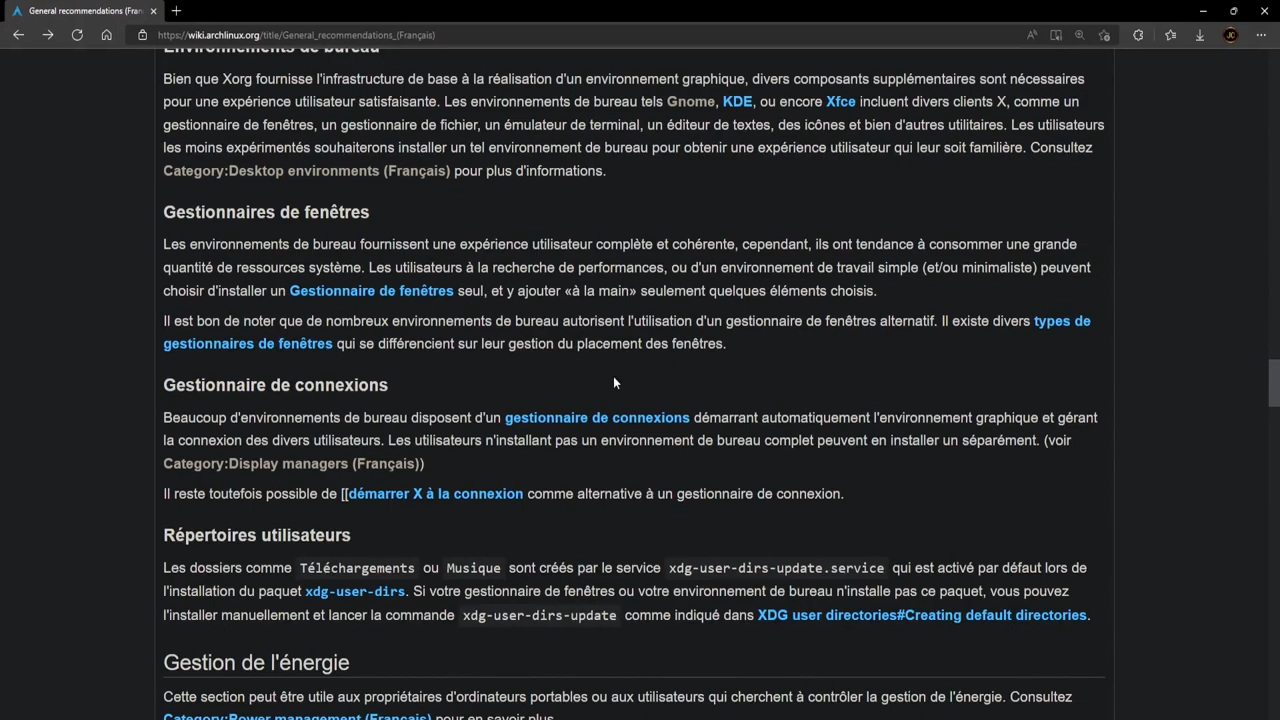 General recommendations (Fran
https://wiki.archlinux.org/title/General_recommendations_(Français)
JC
Environnements de bureau
Bien que Xorg fournisse l'infrastructure de base à la réalisation d'un environnement graphique, divers composants supplémentaires sont nécessaires
pour une expérience utilisateur satisfaisante. Les environnements de bureau tels Gnome, KDE, ou encore Xfce incluent divers clients X, comme un
gestionnaire de fenêtres, un gestionnaire de fichier, un émulateur de terminal, un éditeur de textes, des icônes et bien d'autres utilitaires. Les utilisateurs
les moins expérimentés souhaiterons installer un tel environnement de bureau pour obtenir une expérience utilisateur qui leur soit familière. Consultez
Category:Desktop environments (Français) pour plus d'informations.
Gestionnaires de fenêtres
Les environnements de bureau fournissent une expérience utilisateur complète et cohérente, cependant, ils ont tendance à consommer une grande
quantité de ressources système. Les utilisateurs à la recherche de performances, ou d'un environnement de travail simple (et/ou minimaliste) peuvent
choisir d'installer un Gestionnaire de fenêtres seul, et y ajouter «à la main» seulement quelques éléments choisis.
Il est bon de noter que de nombreux environnements de bureau autorisent l'utilisation d'un gestionnaire de fenêtres alternatif. Il existe divers types de
gestionnaires de fenêtres qui se différencient sur leur gestion du placement des fenêtres.
Gestionnaire de connexions
Beaucoup d'environnements de bureau disposent d'un gestionnaire de connexions démarrant automatiquement l'environnement graphique et gérant
la connexion des divers utilisateurs. Les utilisateurs n'installant pas un environnement de bureau complet peuvent en installer un séparément. (voir
Category:Display managers (Français))
Il reste toutefois possible de [[démarrer X à la connexion comme alternative à un gestionnaire de connexion.
Répertoires utilisateurs
Les dossiers comme Téléchargements ou Musique sont créés par le service xdg-user-dirs-update.service qui est activé par défaut lors de
l'installation du paquet xdg-user-dirs. Si votre gestionnaire de fenêtres ou votre environnement de bureau n'installe pas ce paquet, vous pouvez
l'installer manuellement et lancer la commande xdg-user-dirs-update comme indiqué dans XDG user directories#Creating default directories.
Gestion de l'énergie
Cette section peut être utile aux propriétaires d'ordinateurs portables ou aux utilisateurs qui cherchent à contrôler la gestion de l'énergie. Consultez
Category:Power management (Français) pour en savoir plus.